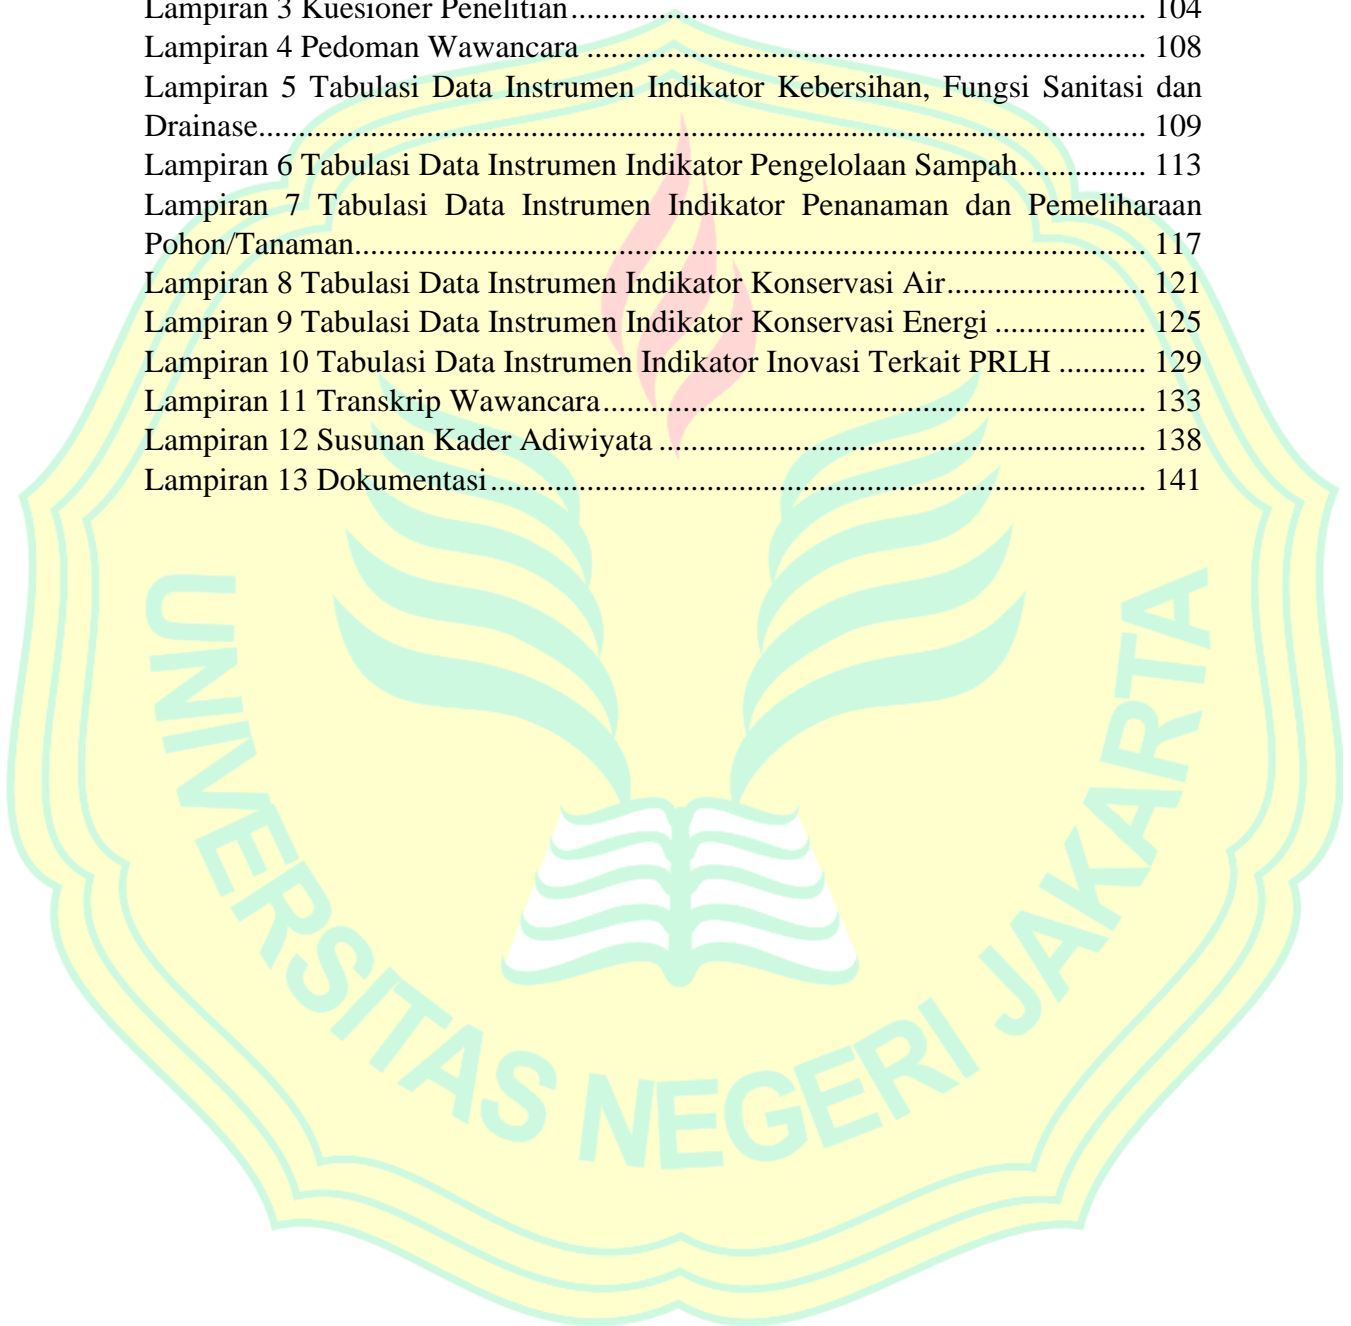 Lampiran 3 Kuesioner Penelitian.................................................................................. 104
Lampiran 4 Pedoman Wawancara ................................................................................ 108
Lampiran 5 Tabulasi Data Instrumen Indikator Kebersihan, Fungsi Sanitasi dan
Drainase.................................................................................................................. 109
Lampiran 6 Tabulasi Data Instrumen Indikator Pengelolaan Sampah................ 113
Lampiran 7 Tabulasi Data Instrumen Indikator Penanaman dan Pemeliharaan
Pohon/Tanaman...................................................................................................... 117
Lampiran 8 Tabulasi Data Instrumen Indikator Konservasi Air......................... 121
Lampiran 9 Tabulasi Data Instrumen Indikator Konservasi Energi .................. 125
Lampiran 10 Tabulasi Data Instrumen Indikator Inovasi Terkait PRLH ........... 129
Lampiran 11 Transkrip Wawancara...................................................................... 133
Lampiran 12 Susunan Kader Adiwiyata .............................................................. 138
Lampiran 13 Dokumentasi.................................................................................... 141
UNIVERSITAS NEGERI JAKARTA